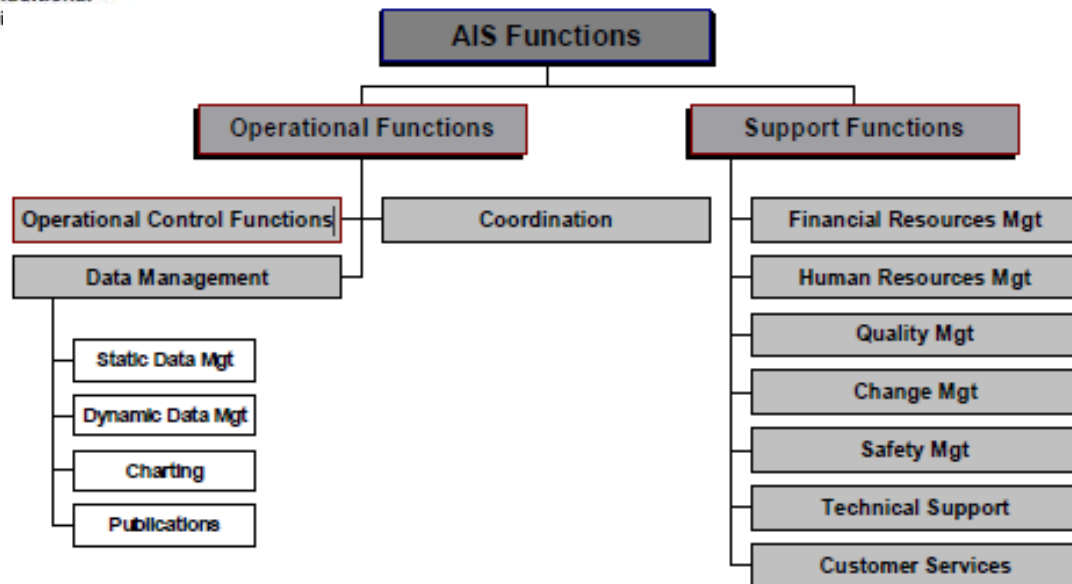 AIS Functions
Operational Functions
Support Functions
Operational Control Functions
Coordination
Data Management
Static Data Mgt
Dynamic Data Mgt
Charting
Publications
Financial Resources Mgt
Human Resources Mgt
Quality Mgt
Change Mgt
Safety Mgt
Technical Support
Customer Services